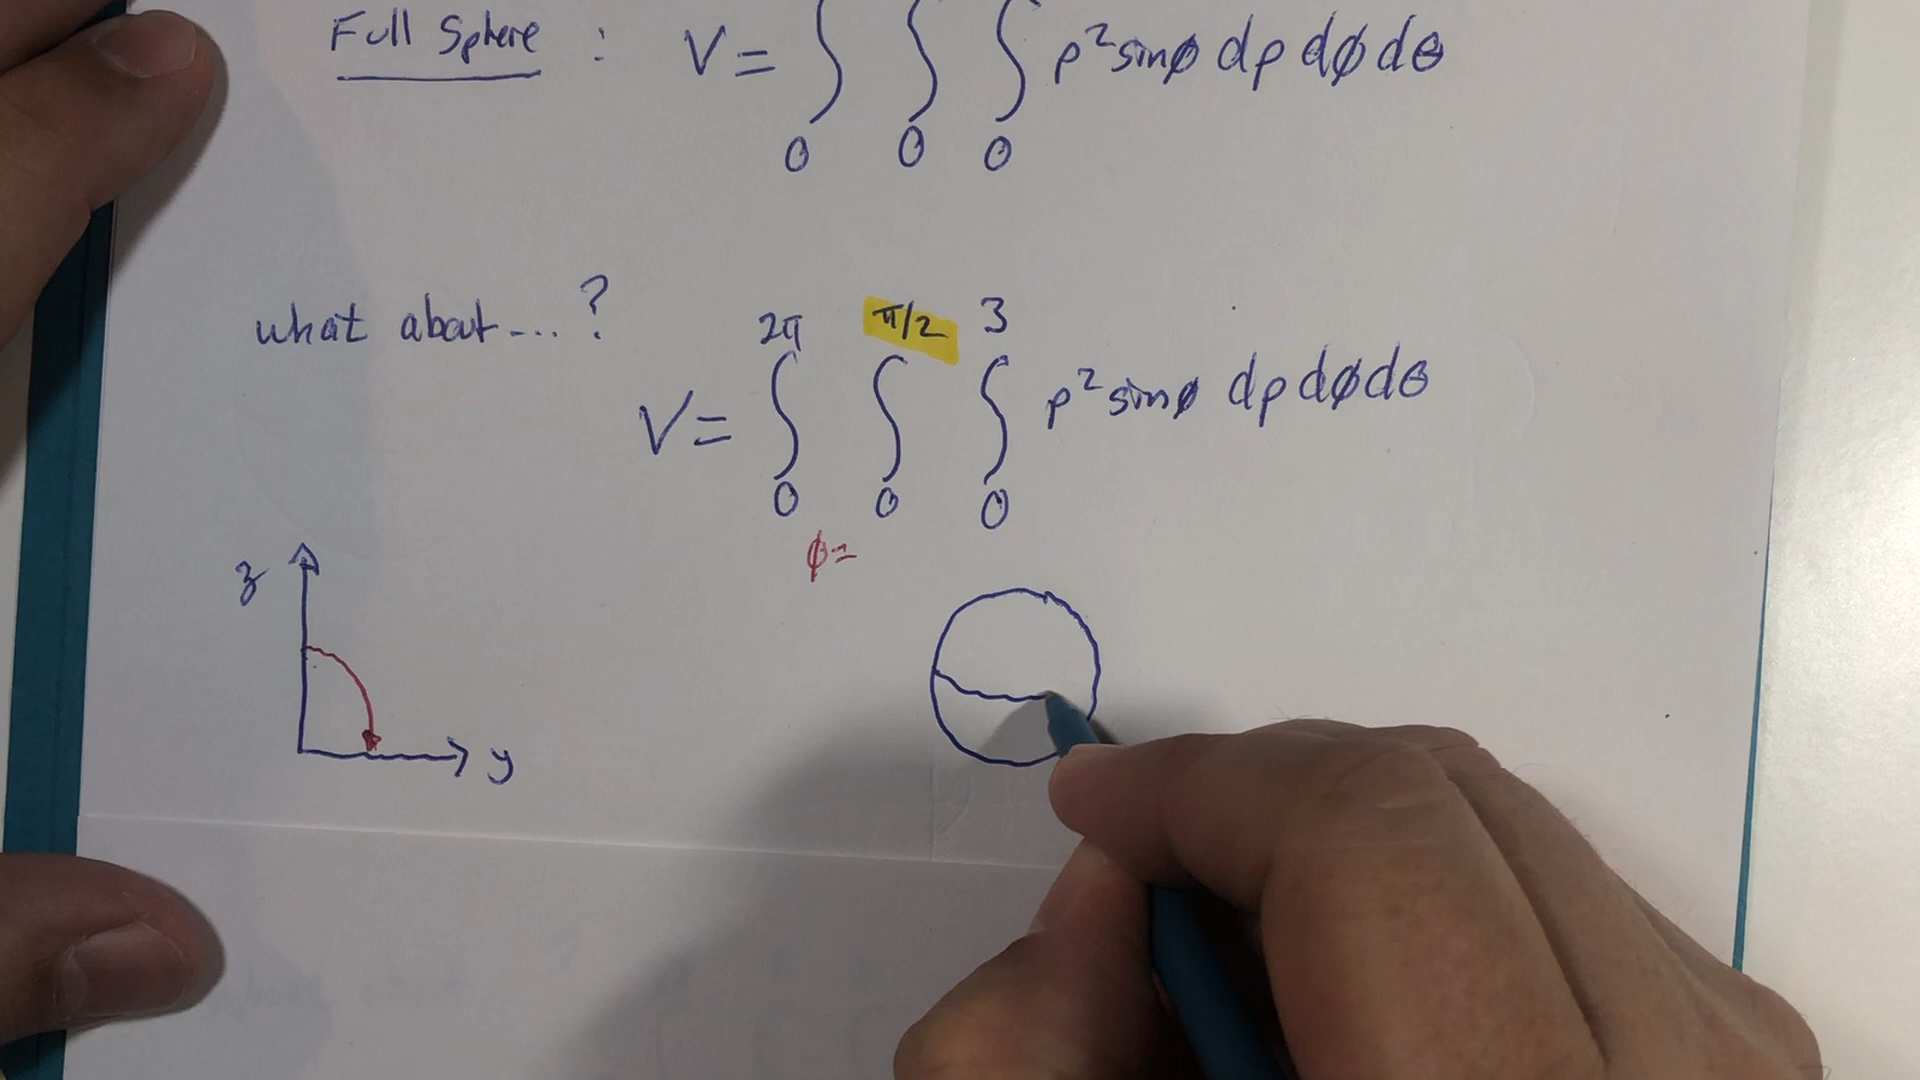 Full Sphere : V = ∫ ∫ ∫ ρ² sinφ dρ dφ dθ
0 0 0
what about ... ?
2π π/2 3
V = ∫ ∫ ∫ ρ² sinφ dρ dφ dθ
0 0 0
φ=
z
y